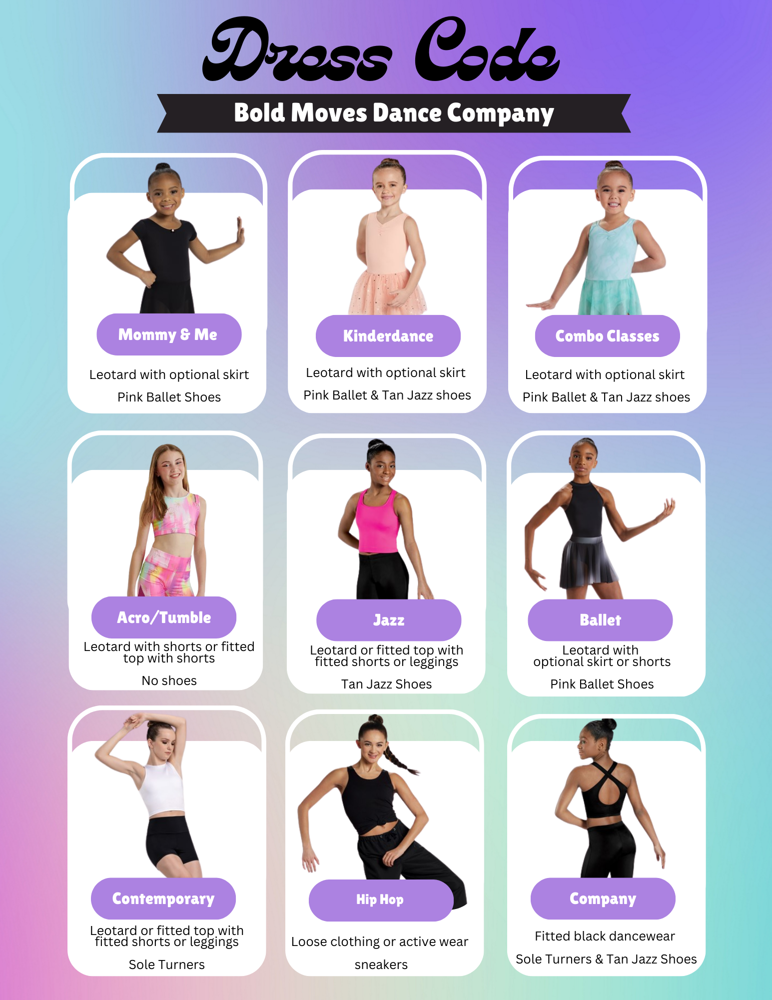 Dress Code
Bold Moves Dance Company
Mommy & Me
Leotard with optional skirt
Pink Ballet Shoes
Kinderdance
Leotard with optional skirt
Pink Ballet & Tan Jazz shoes
Combo Classes
Leotard with optional skirt
Pink Ballet & Tan Jazz shoes
Acro/Tumble
Leotard with shorts or fitted
top with shorts
No shoes
Jazz
Leotard or fitted top with
fitted shorts or leggings
Tan Jazz Shoes
Ballet
Leotard with
optional skirt or shorts
Pink Ballet Shoes
Contemporary
Leotard or fitted top with
fitted shorts or leggings
Sole Turners
Hip Hop
Loose clothing or active wear
sneakers
Company
Fitted black dancewear
Sole Turners & Tan Jazz Shoes